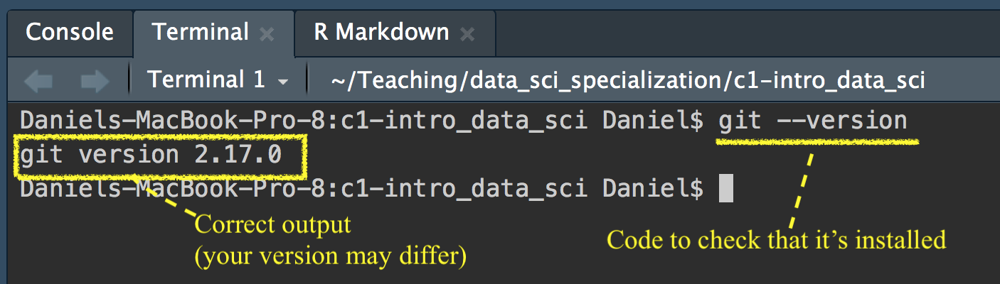 Console Terminal × R Markdown ×
Terminal 1 ~/Teaching/data_sci_specialization/c1-intro_data_sci
Daniels-MacBook-Pro-8:c1-intro_data_sci Daniel$ git --version
git version 2.17.0
Daniels-MacBook-Pro-8:c1-intro_data_sci Daniel$
Correct output
(your version may differ)
Code to check that it's installed